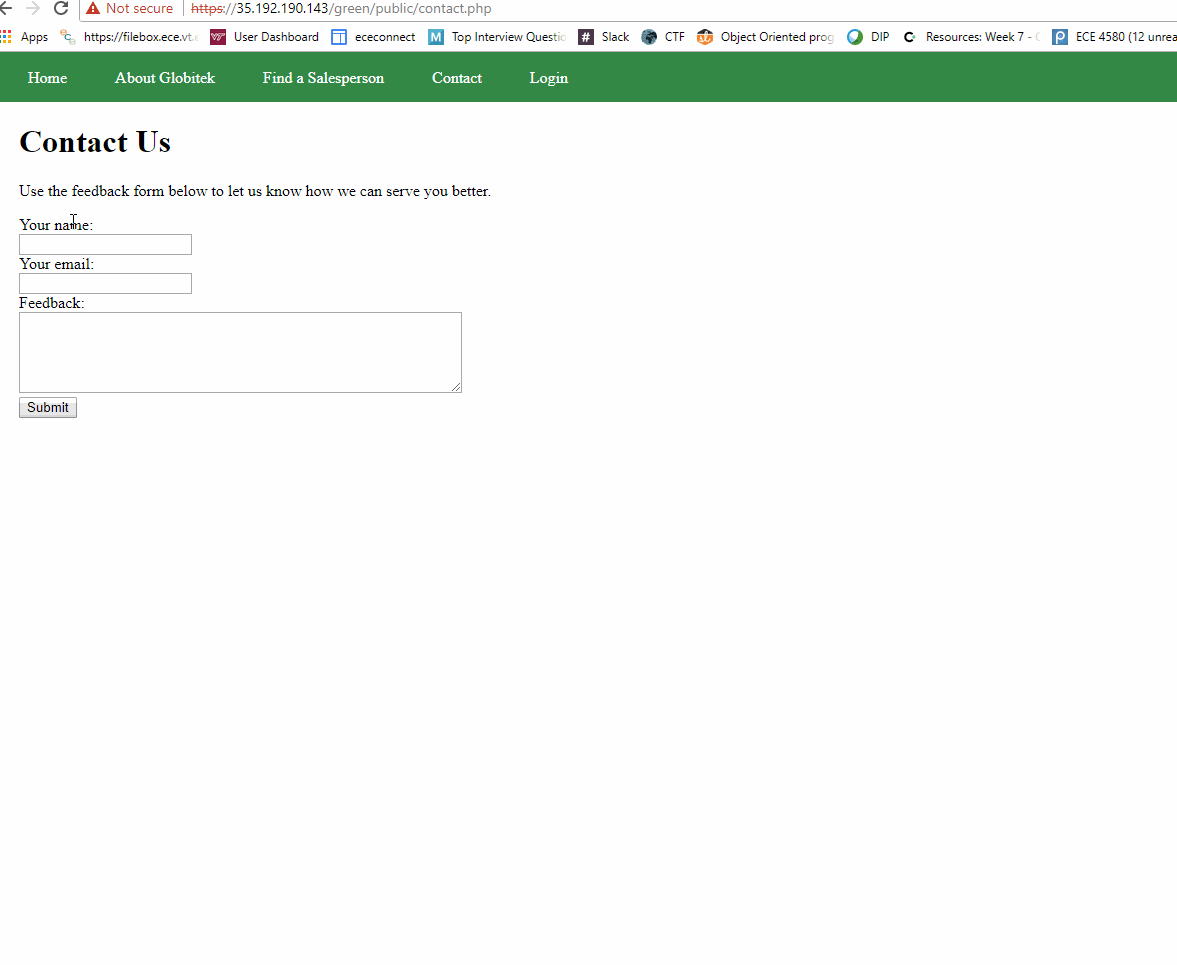 Not secure https://35.192.190.143/green/public/contact.php
Apps https://filebox.ece.vt. User Dashboard ececonnect M Top Interview Questio # Slack CTF Object Oriented prog DIP C Resources: Week 7 - p ECE 4580 (12 unrea
Home About Globitek Find a Salesperson Contact Login
Contact Us
Use the feedback form below to let us know how we can serve you better.
Your name:
Your email:
Feedback:
Submit